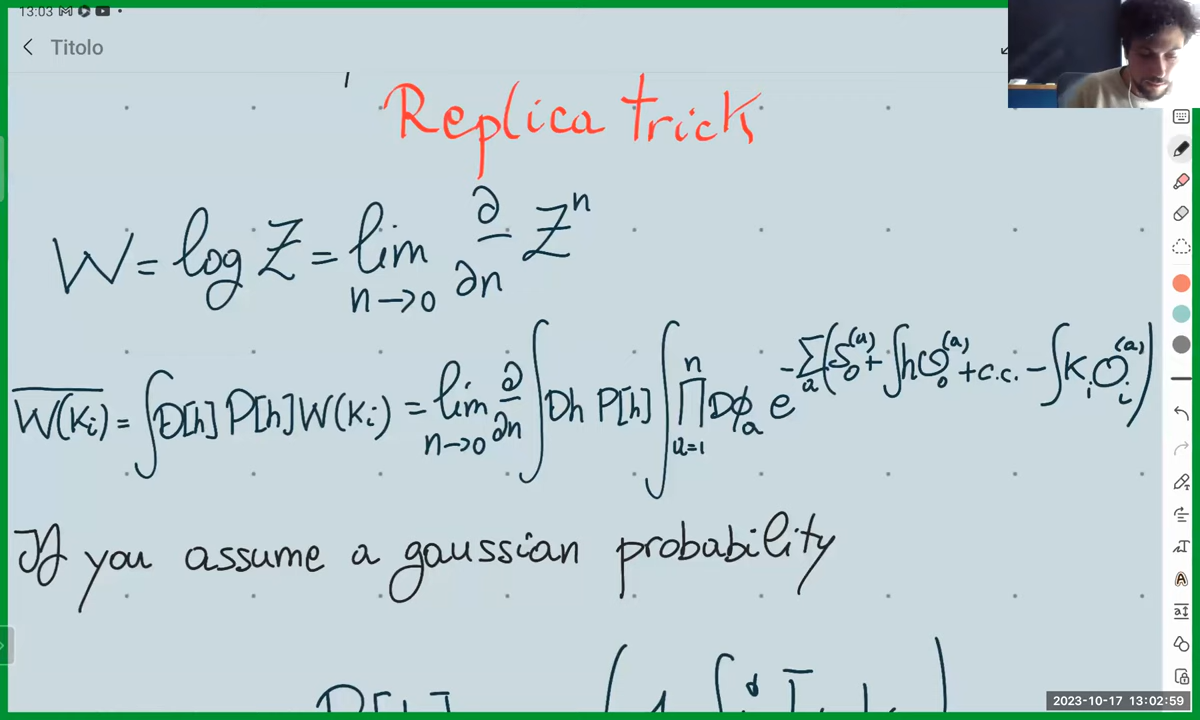 13:03
Titolo
Replica trick
W = log Z = lim_{n→0} ∂/∂n Z^n
\overline{W(K_i)} = ∫ D[h] P[h] W(K_i) = lim_{n→0} ∂/∂n ∫ Dh P[h] ∫ ∏_{a=1}^{n} Dϕ_a e^{-∑_a (S_0^{(a)} + ∫ h O_0^{(a)} + c.c. - ∫ K_i O_i^{(a)})}
If you assume a gaussian probability
P[h]
2023-10-17 13:02:59